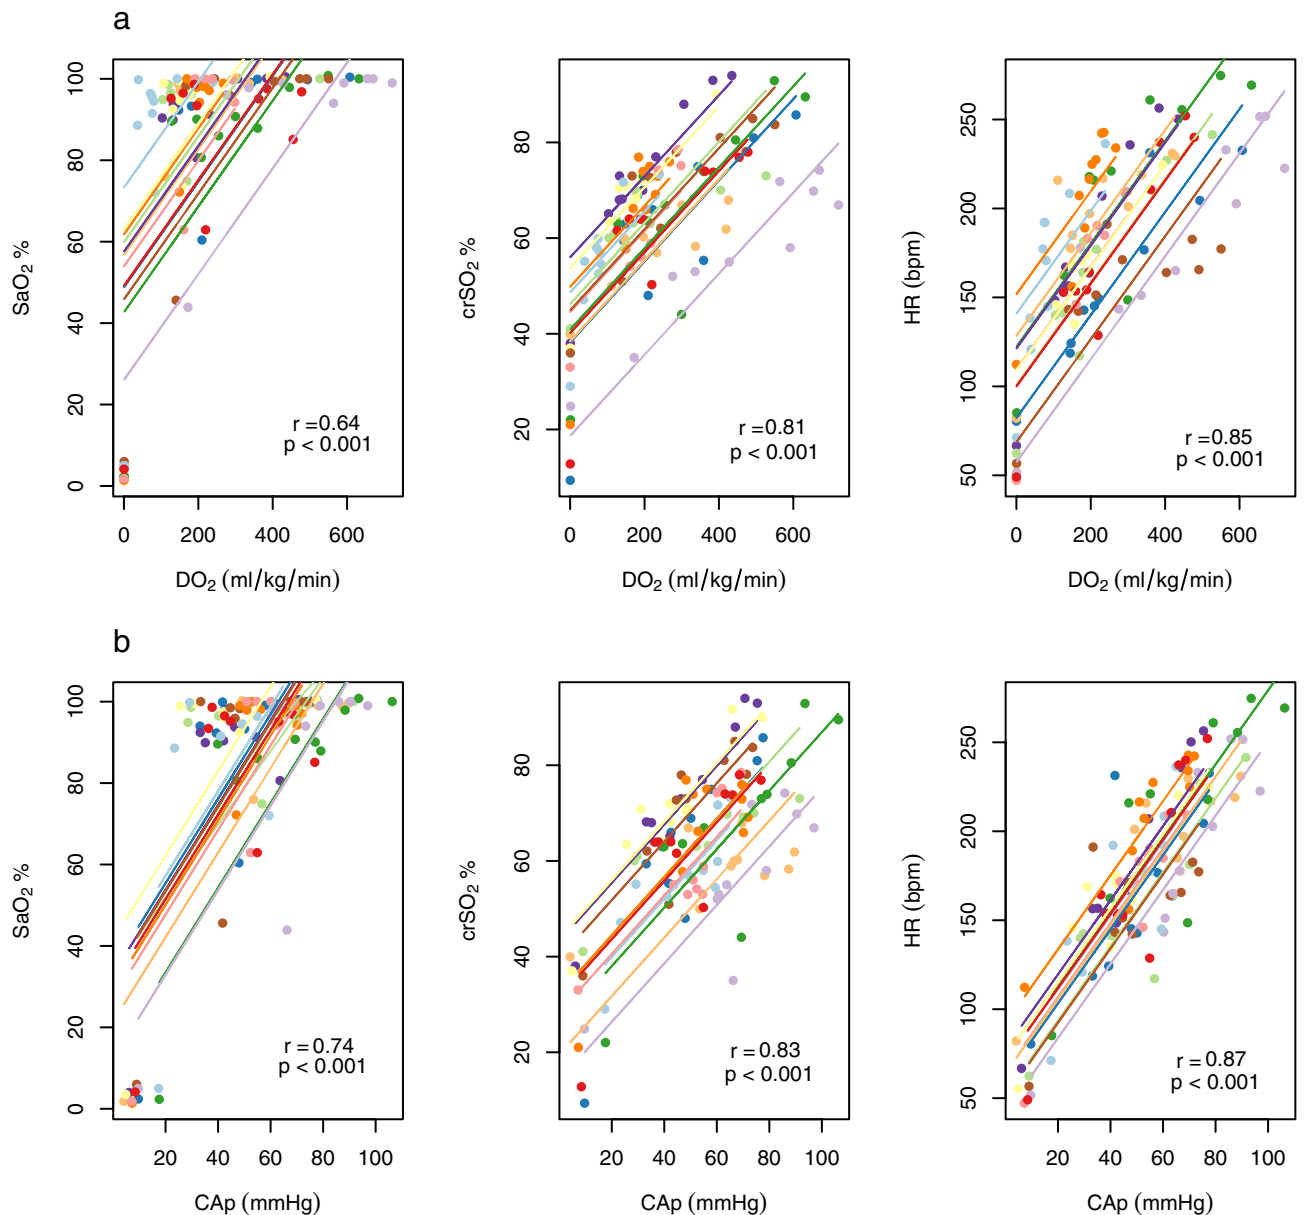 a
SaO2 %
0
20
40
60
80
100
r =0.64
p < 0.001
0 200 400 600
DO2 (ml/kg/min)
crSO2 %
20
40
60
80
r =0.81
p < 0.001
0 200 400 600
DO2 (ml/kg/min)
HR (bpm)
50
100
150
200
250
r =0.85
p < 0.001
0 200 400 600
DO2 (ml/kg/min)
b
SaO2 %
0
20
40
60
80
100
r =0.74
p < 0.001
20 40 60 80 100
CAp (mmHg)
crSO2 %
20
40
60
80
r =0.83
p < 0.001
20 40 60 80 100
CAp (mmHg)
HR (bpm)
50
100
150
200
250
r =0.87
p < 0.001
20 40 60 80 100
CAp (mmHg)